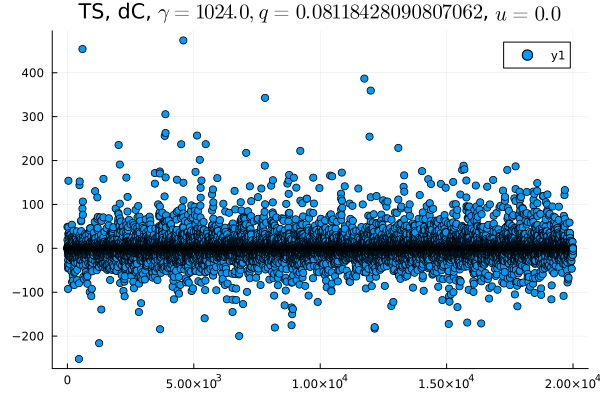 TS, dC, γ = 1024.0, q = 0.08118428090807062, u = 0.0
y1
400
300
200
100
0
−100
−200
0 5.00×10³ 1.00×10⁴ 1.50×10⁴ 2.00×10⁴